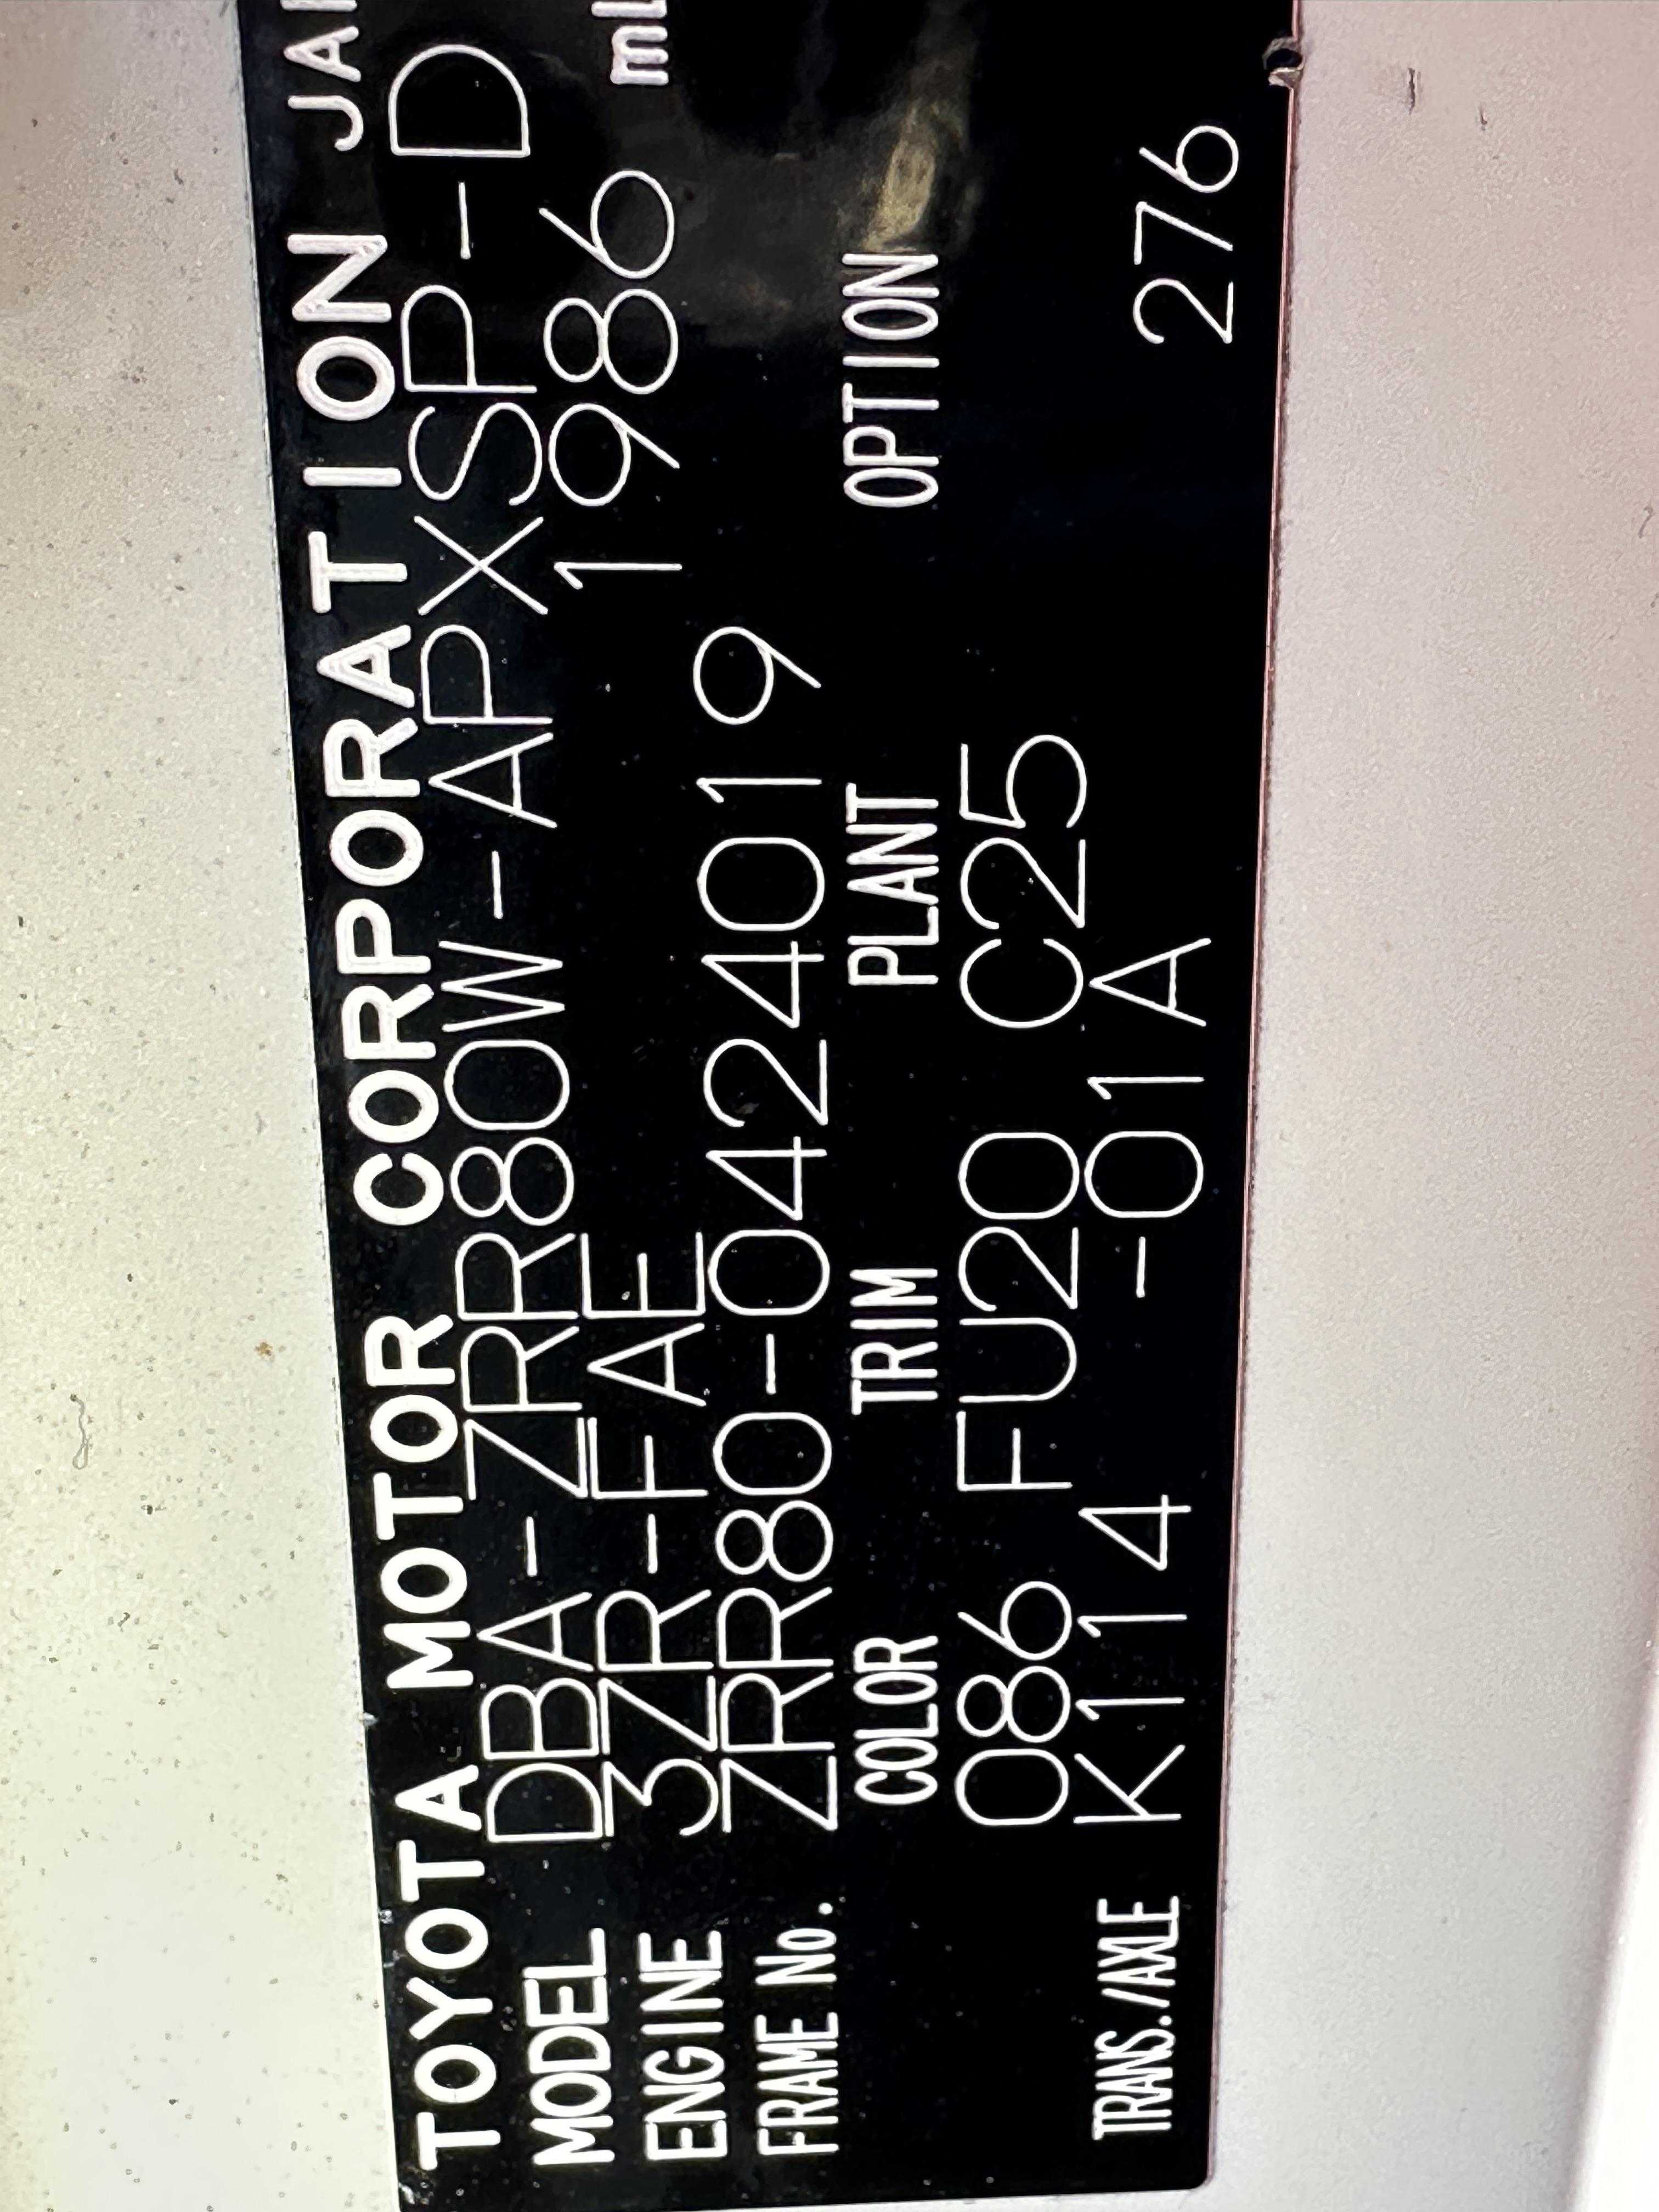 TOYOTA MOTOR CORPORATION JA
MODEL DBA-ZRR80W-APXSP-D
ENGINE 3ZR-FAE 1986 mL
FRAME No. ZRR80-0424019
COLOR TRIM PLANT OPTION
086 FU20 C25
TRANS./AXLE K114 -01A 276